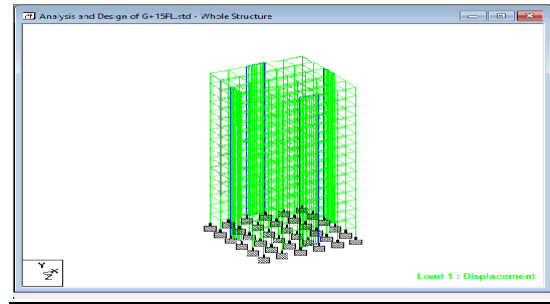 Analysis and Design of G+15FL.std - Whole Structure
Y
X
Z
Load 1 : Displacement